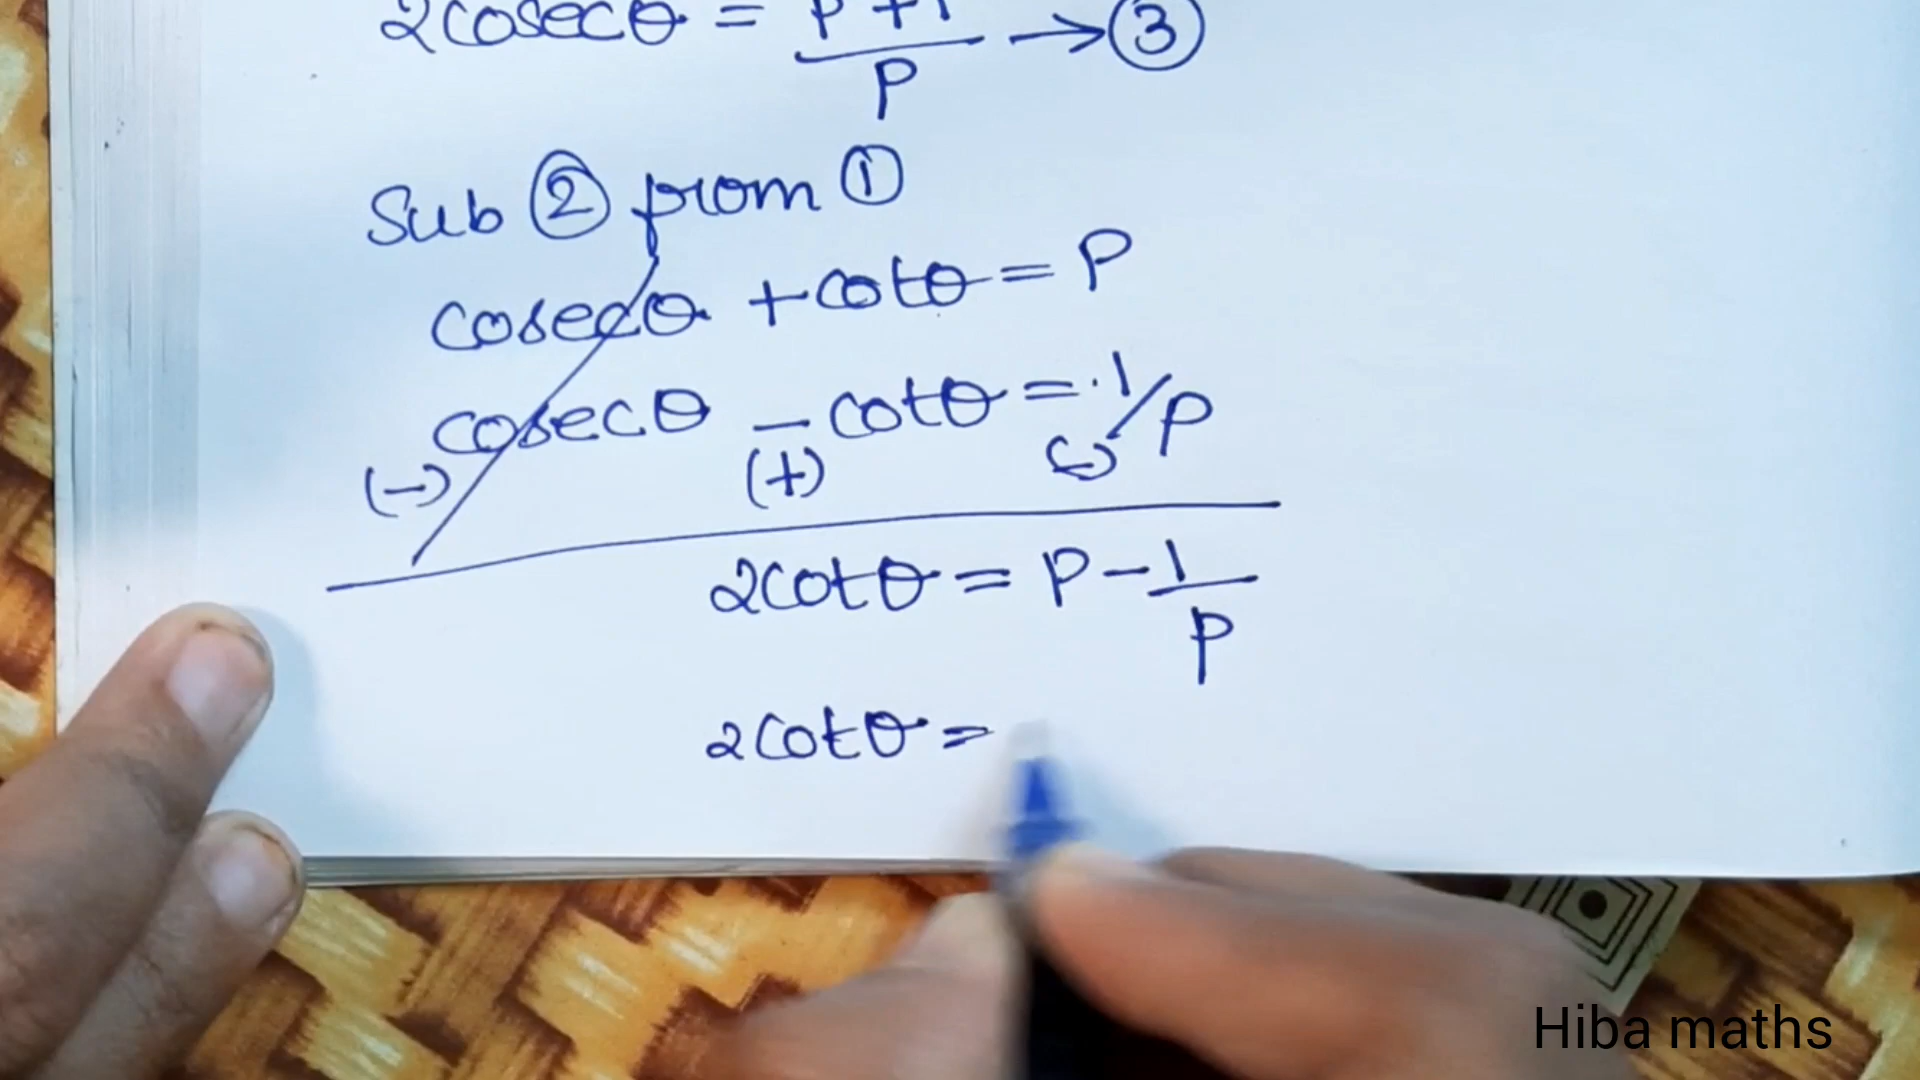 2cosecθ = P²+1/P → ③
Sub ② from ①
cosecθ + cotθ = P
cosecθ - cotθ = 1/P
(-) (+) (-)
2cotθ = P - 1/P
2cotθ =
Hiba maths